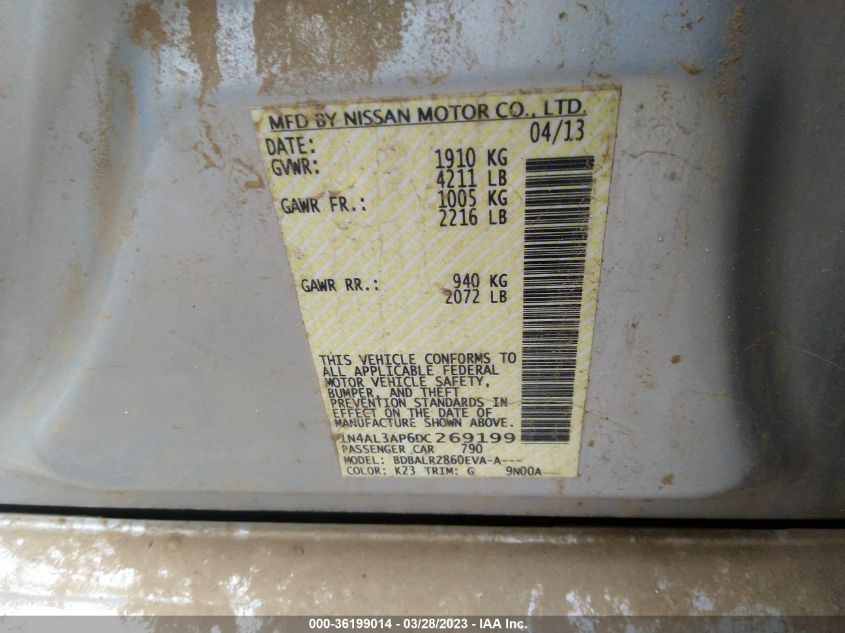 MFD BY NISSAN MOTOR CO., LTD.
DATE: 04/13
GVWR: 1910 KG
4211 LB
GAWR FR.: 1005 KG
2216 LB
GAWR RR.: 940 KG
2072 LB
THIS VEHICLE CONFORMS TO
ALL APPLICABLE FEDERAL
MOTOR VEHICLE SAFETY,
BUMPER, AND THEFT
PREVENTION STANDARDS IN
EFFECT ON THE DATE OF
MANUFACTURE SHOWN ABOVE.
1N4AL3AP6DC269199
PASSENGER CAR 790
MODEL: BDBALRZ860EVA-A---
COLOR: K23 TRIM: G 9N00A
000-36199014 - 03/28/2023 - IAA Inc.